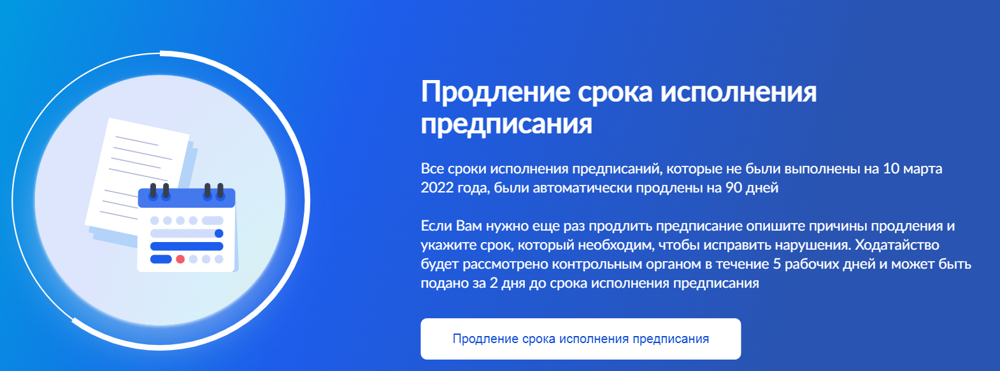 Продление срока исполнения
предписания
Все сроки исполнения предписаний, которые не были выполнены на 10 марта
2022 года, были автоматически продлены на 90 дней
Если Вам нужно еще раз продлить предписание опишите причины продления и
укажите срок, который необходим, чтобы исправить нарушения. Ходатайство
будет рассмотрено контрольным органом в течение 5 рабочих дней и может быть
подано за 2 дня до срока исполнения предписания
Продление срока исполнения предписания